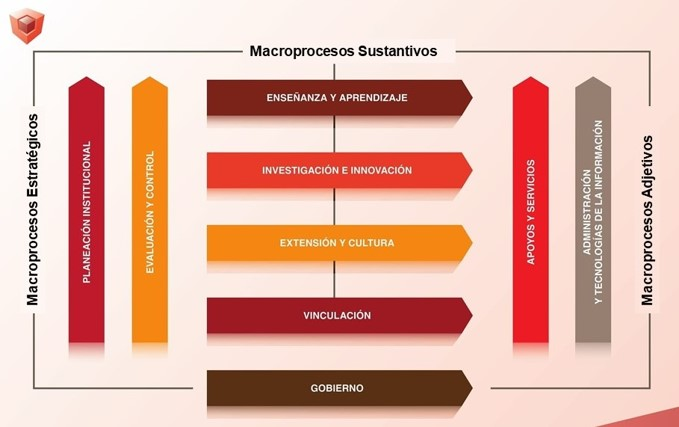 Macroprocesos Sustantivos
Macroprocesos Estratégicos
PLANEACIÓN INSTITUCIONAL
EVALUACIÓN Y CONTROL
ENSEÑANZA Y APRENDIZAJE
INVESTIGACIÓN E INNOVACIÓN
EXTENSIÓN Y CULTURA
VINCULACIÓN
GOBIERNO
APOYOS Y SERVICIOS
ADMINISTRACIÓN
Y TECNOLOGÍAS DE LA INFORMACIÓN
Macroprocesos Adjetivos